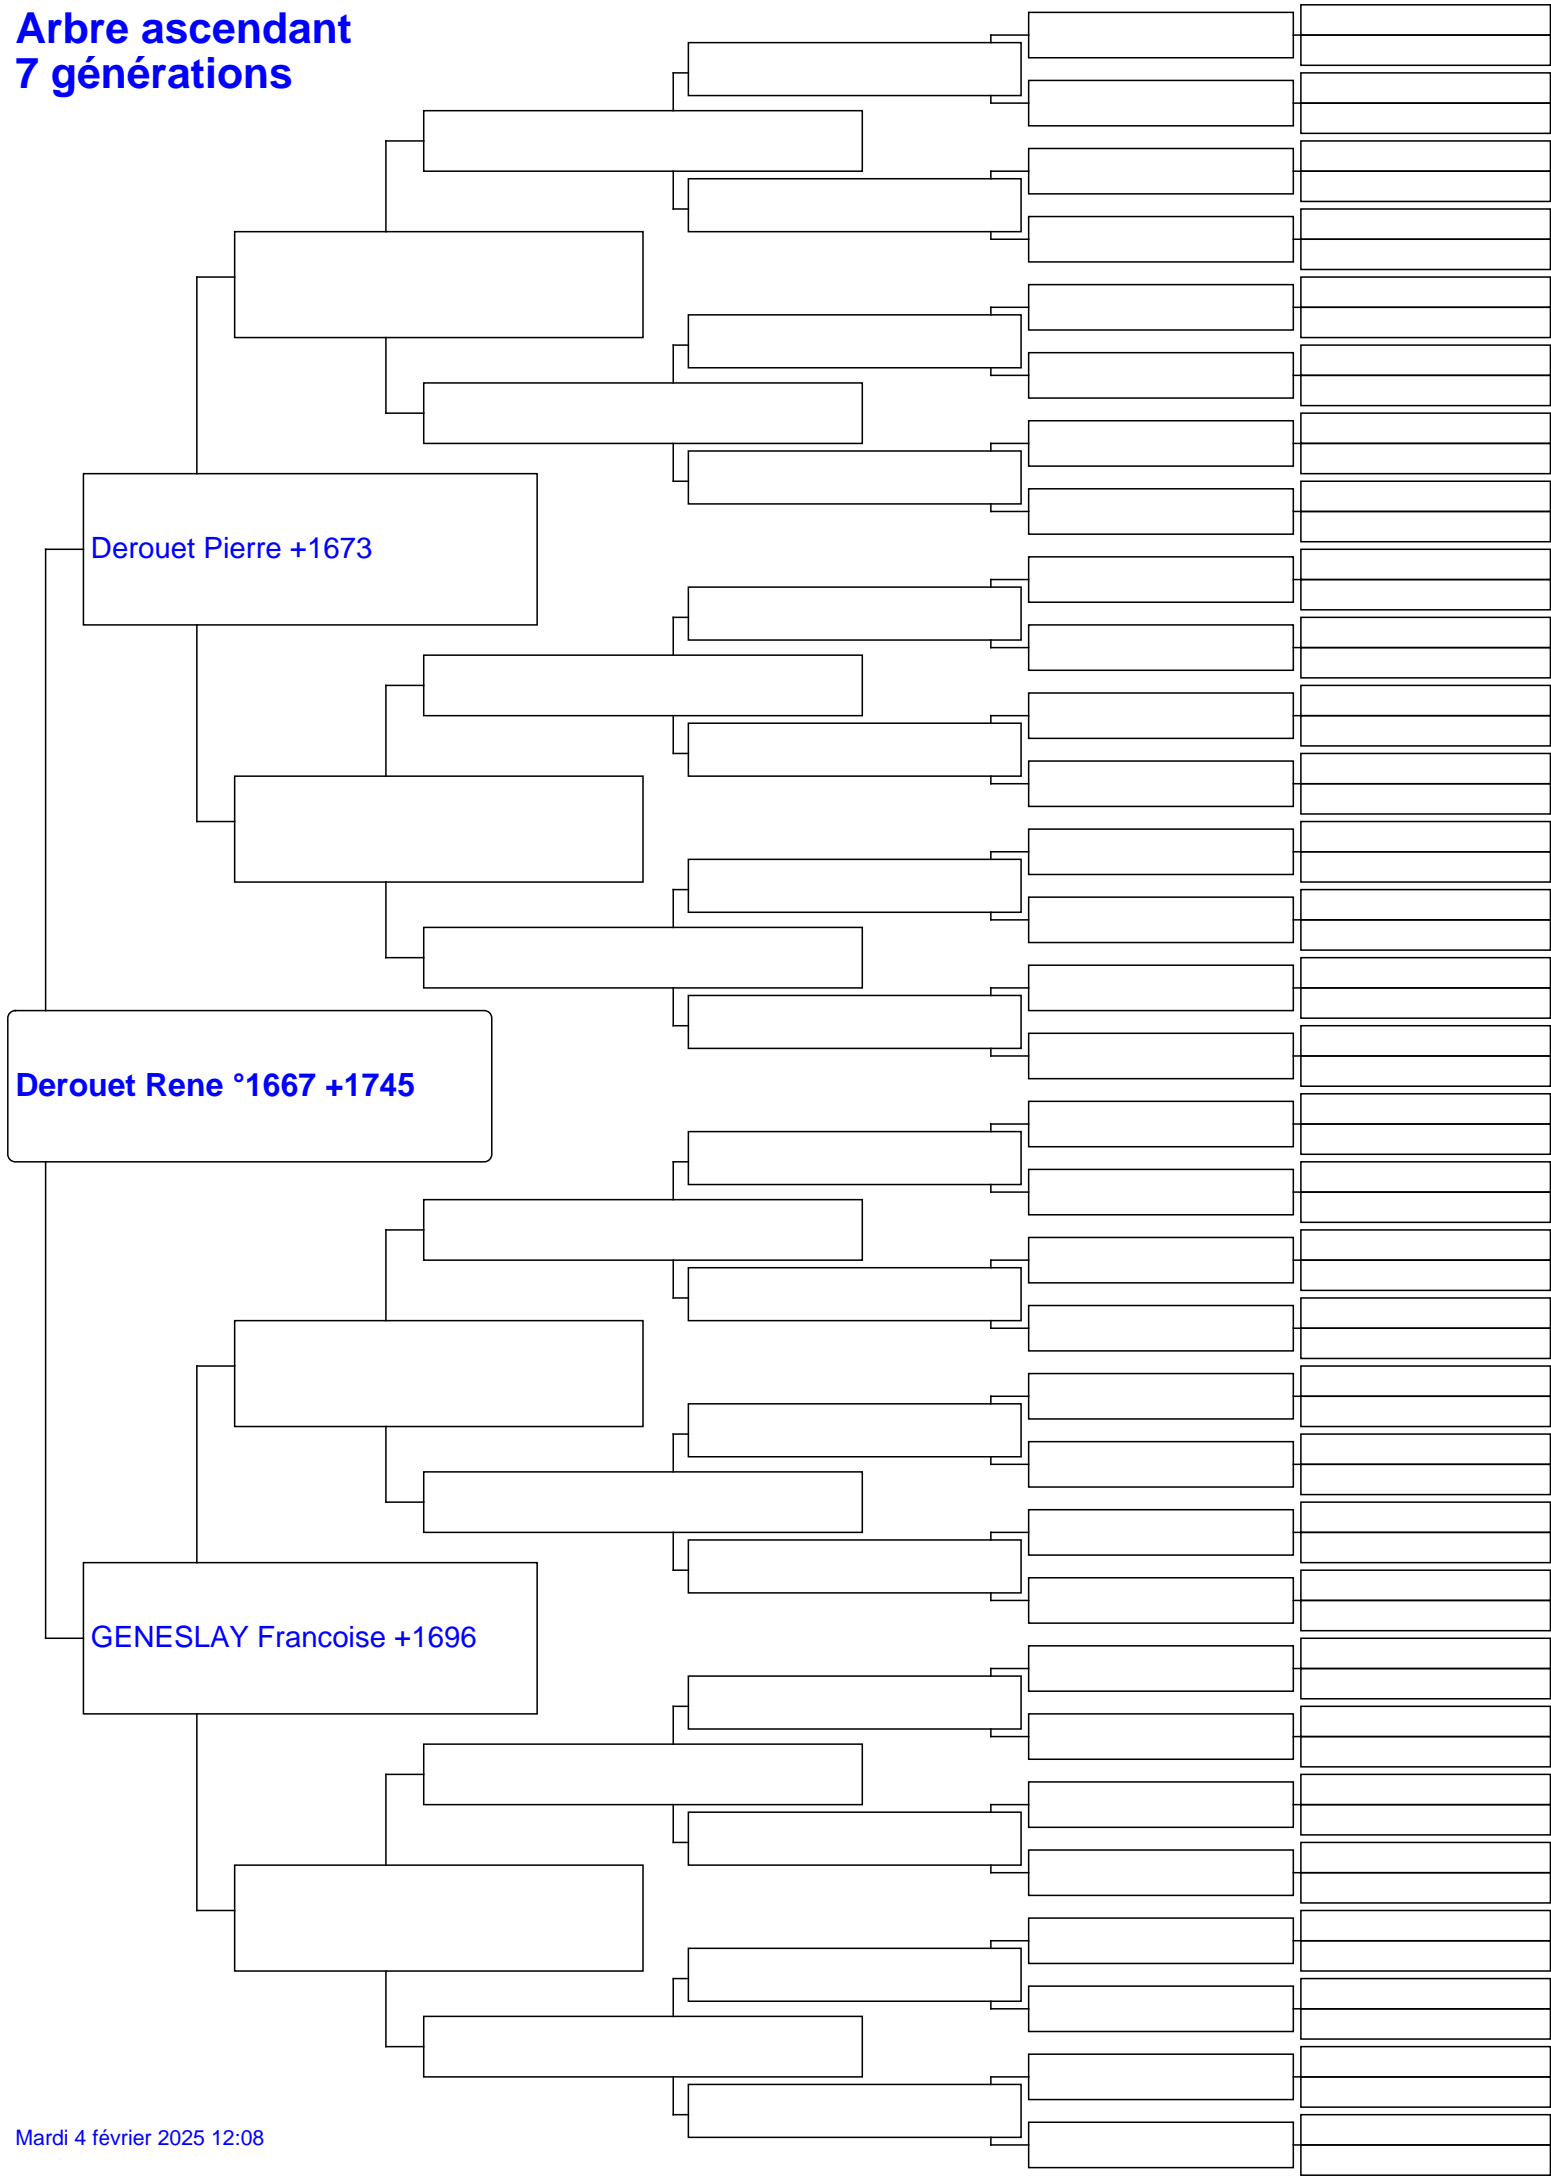 Arbre ascendant
7 générations
Derouet Pierre +1673
Derouet Rene °1667 +1745
GENESLAY Francoise +1696
Mardi 4 février 2025 12:08